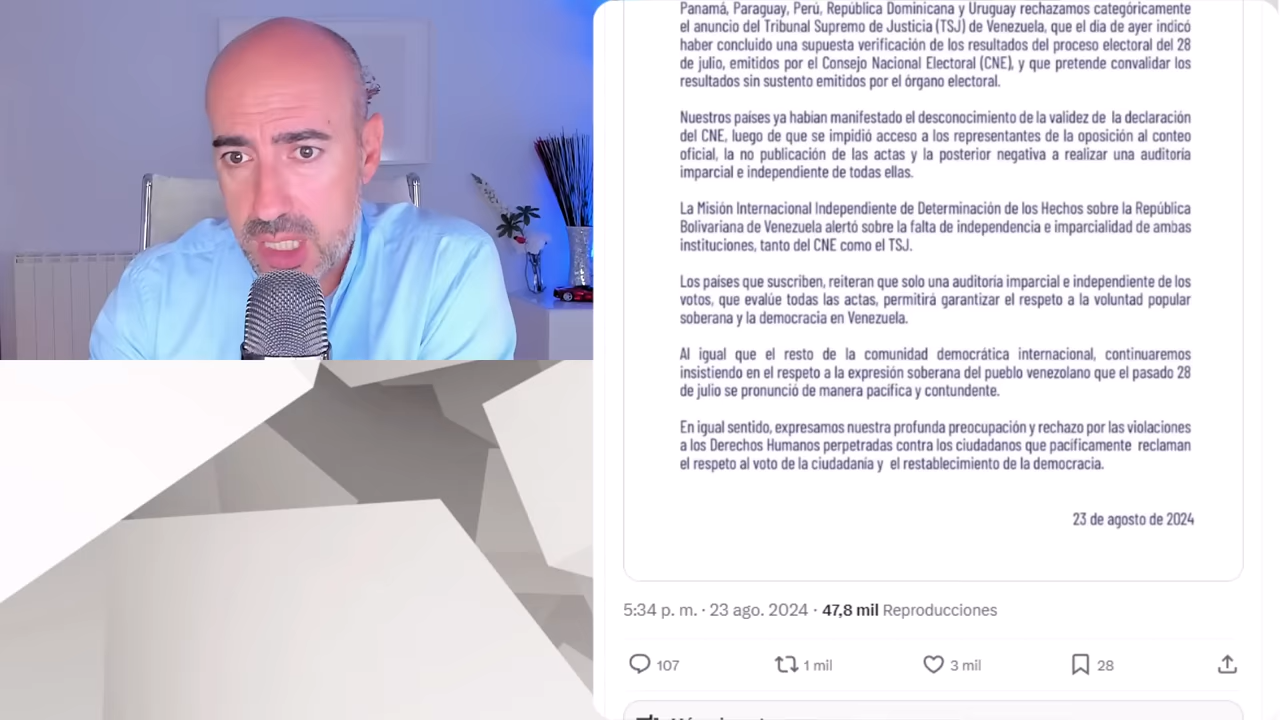 Panamá, Paraguay, Perú, República Dominicana y Uruguay rechazamos categóricamente
el anuncio del Tribunal Supremo de Justicia (TSJ) de Venezuela, que el día de ayer indicó
haber concluido una supuesta verificación de los resultados del proceso electoral del 28
de julio, emitidos por el Consejo Nacional Electoral (CNE), y que pretende convalidar los
resultados sin sustento emitidos por el órgano electoral.
Nuestros países ya habían manifestado el desconocimiento de la validez de la declaración
del CNE, luego de que se impidió acceso a los representantes de la oposición al conteo
oficial, la no publicación de las actas y la posterior negativa a realizar una auditoría
imparcial e independiente de todas ellas.
La Misión Internacional Independiente de Determinación de los Hechos sobre la República
Bolivariana de Venezuela alertó sobre la falta de independencia e imparcialidad de ambas
instituciones, tanto del CNE como el TSJ.
Los países que suscriben, reiteran que solo una auditoría imparcial e independiente de los
votos, que evalúe todas las actas, permitirá garantizar el respeto a la voluntad popular
soberana y la democracia en Venezuela.
Al igual que el resto de la comunidad democrática internacional, continuaremos
insistiendo en el respeto a la expresión soberana del pueblo venezolano que el pasado 28
de julio se pronunció de manera pacífica y contundente.
En igual sentido, expresamos nuestra profunda preocupación y rechazo por las violaciones
a los Derechos Humanos perpetradas contra los ciudadanos que pacíficamente reclaman
el respeto al voto de la ciudadanía y el restablecimiento de la democracia.
23 de agosto de 2024
5:34 p. m. · 23 ago. 2024 · 47,8 mil Reproducciones
107 1 mil 3 mil 28